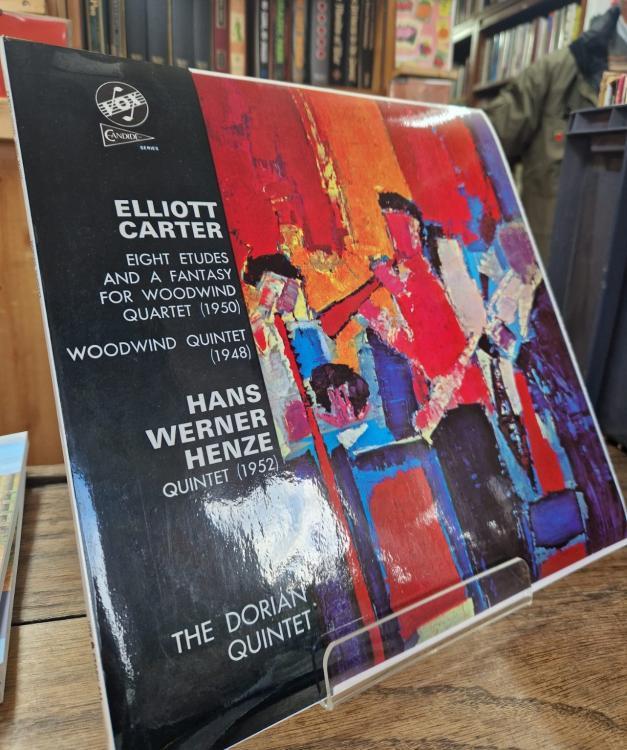 VOX
CANDIDE
SERIES
ELLIOTT
CARTER
EIGHT ETUDES
AND A FANTASY
FOR WOODWIND
QUARTET (1950)
WOODWIND QUINTET
(1948)
HANS
WERNER
HENZE
QUINTET (1952)
THE DORIAN
QUINTET